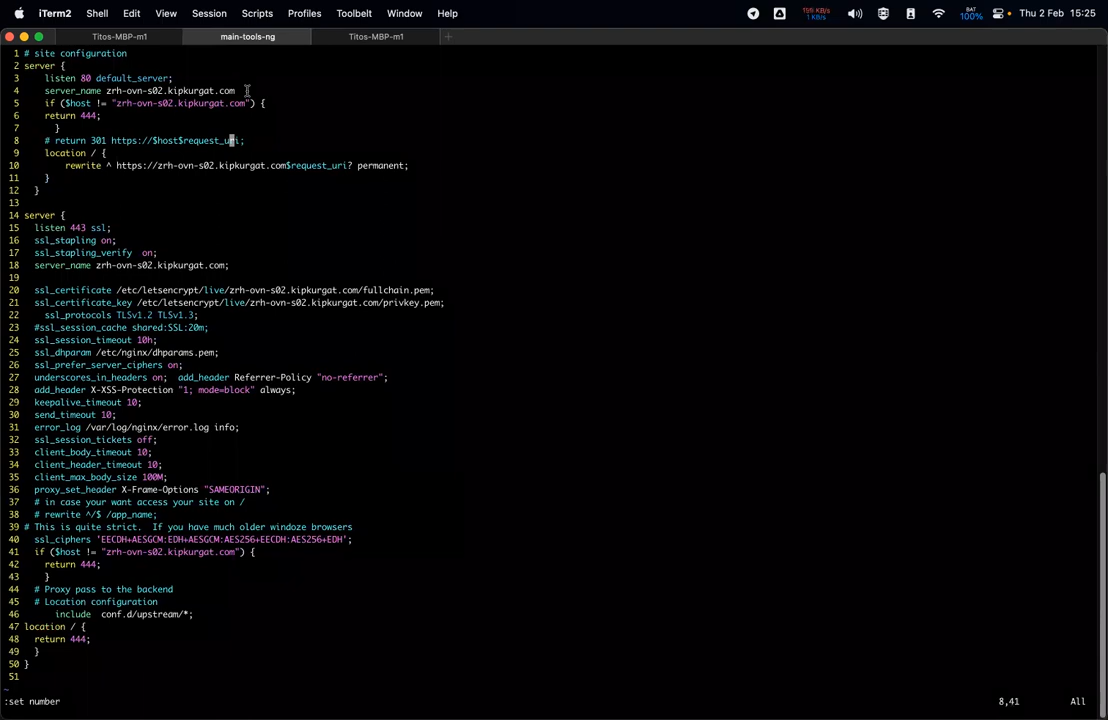 iTerm2 Shell Edit View Session Scripts Profiles Toolbelt Window Help BAT 100% Thu 2 Feb 15:25
Titos-MBP-m1 main-tools-ng Titos-MBP-m1
1 # site configuration
2 server {
3 listen 80 default_server;
4 server_name zrh-ovn-s02.kipkurgat.com
5 if ($host != "zrh-ovn-s02.kipkurgat.com") {
6 return 444;
7 }
8 # return 301 https://$host$request_uri;
9 location / {
10 rewrite ^ https://zrh-ovn-s02.kipkurgat.com$request_uri? permanent;
11 }
12 }
13
14 server {
15 listen 443 ssl;
16 ssl_stapling on;
17 ssl_stapling_verify on;
18 server_name zrh-ovn-s02.kipkurgat.com;
19
20 ssl_certificate /etc/letsencrypt/live/zrh-ovn-s02.kipkurgat.com/fullchain.pem;
21 ssl_certificate_key /etc/letsencrypt/live/zrh-ovn-s02.kipkurgat.com/privkey.pem;
22 ssl_protocols TLSv1.2 TLSv1.3;
23 #ssl_session_cache shared:SSL:20m;
24 ssl_session_timeout 10h;
25 ssl_dhparam /etc/nginx/dhparams.pem;
26 ssl_prefer_server_ciphers on;
27 underscores_in_headers on; add_header Referrer-Policy "no-referrer";
28 add_header X-XSS-Protection "1; mode=block" always;
29 keepalive_timeout 10;
30 send_timeout 10;
31 error_log /var/log/nginx/error.log info;
32 ssl_session_tickets off;
33 client_body_timeout 10;
34 client_header_timeout 10;
35 client_max_body_size 100M;
36 proxy_set_header X-Frame-Options "SAMEORIGIN";
37 # in case your want access your site on /
38 # rewrite ^/$ /app_name;
39 # This is quite strict. If you have much older windoze browsers
40 ssl_ciphers 'EECDH+AESGCM:EDH+AESGCM:AES256+EECDH:AES256+EDH';
41 if ($host != "zrh-ovn-s02.kipkurgat.com") {
42 return 444;
43 }
44 # Proxy pass to the backend
45 # Location configuration
46 include conf.d/upstream/*;
47 location / {
48 return 444;
49 }
50 }
51
~
:set number 8,41 All